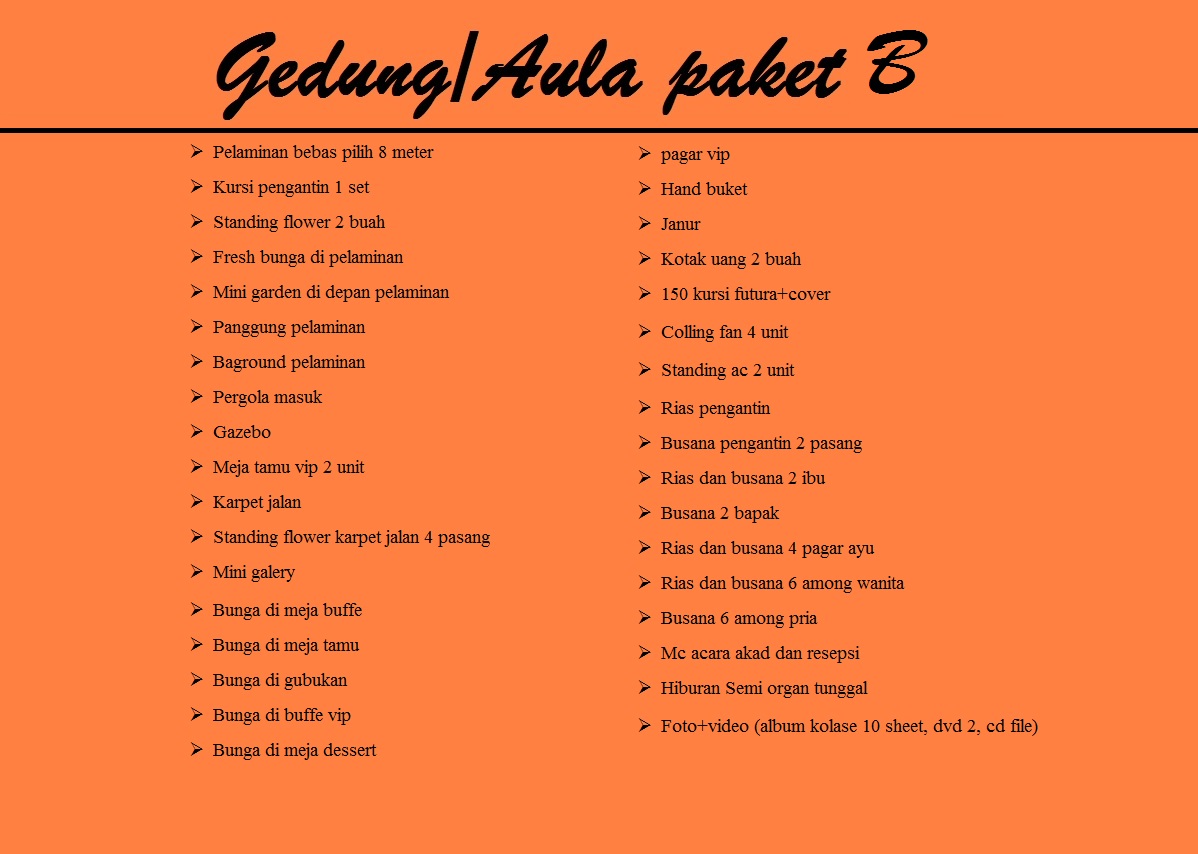 Gedung/Aula paket B
Pelaminan bebas pilih 8 meter
Kursi pengantin 1 set
Standing flower 2 buah
Fresh bunga di pelaminan
Mini garden di depan pelaminan
Panggung pelaminan
Baground pelaminan
Pergola masuk
Gazebo
Meja tamu vip 2 unit
Karpet jalan
Standing flower karpet jalan 4 pasang
Mini galery
Bunga di meja buffe
Bunga di meja tamu
Bunga di gubukan
Bunga di buffe vip
Bunga di meja dessert
pagar vip
Hand buket
Janur
Kotak uang 2 buah
150 kursi futura+cover
Colling fan 4 unit
Standing ac 2 unit
Rias pengantin
Busana pengantin 2 pasang
Rias dan busana 2 ibu
Busana 2 bapak
Rias dan busana 4 pagar ayu
Rias dan busana 6 among wanita
Busana 6 among pria
Mc acara akad dan resepsi
Hiburan Semi organ tunggal
Foto+video (album kolase 10 sheet, dvd 2, cd file)